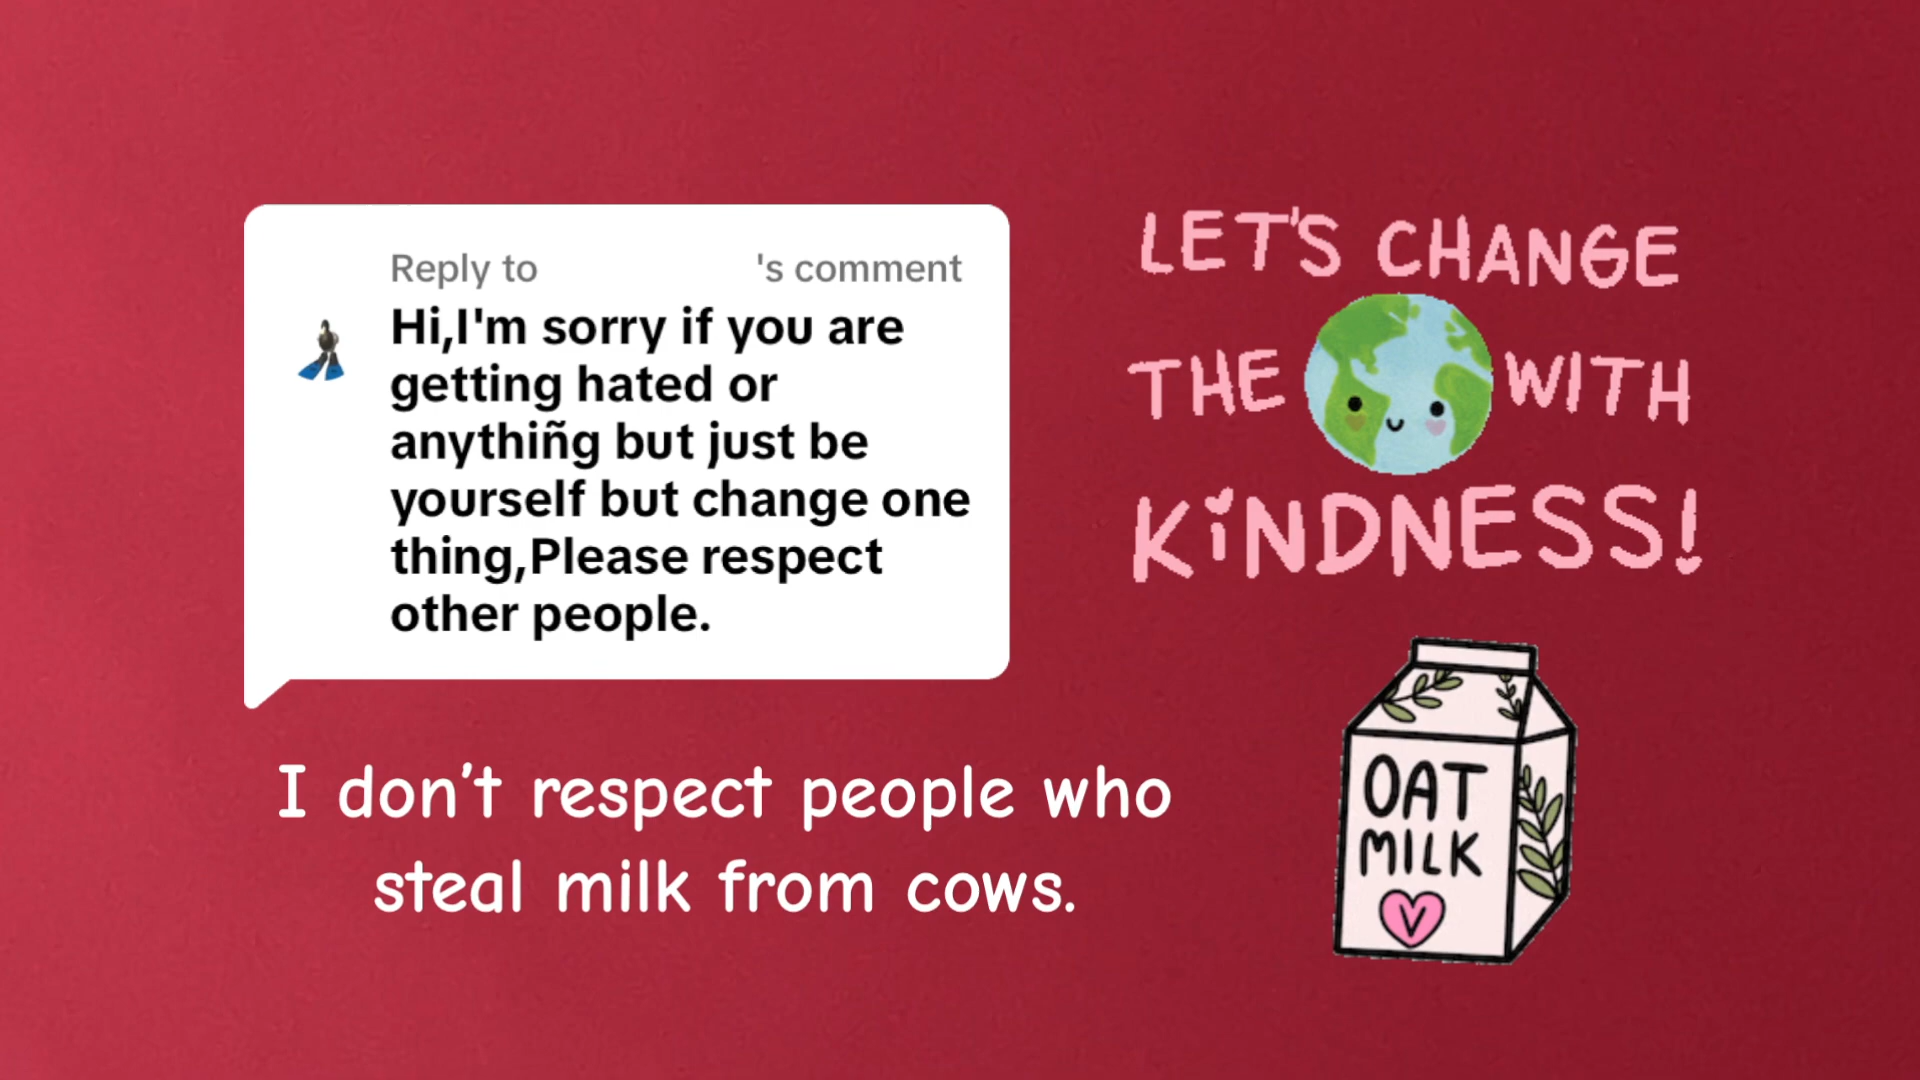 Reply to 's comment
Hi,I'm sorry if you are
getting hated or
anythiñg but just be
yourself but change one
thing,Please respect
other people.
I don't respect people who
steal milk from cows.
LET'S CHANGE
THE WITH
KiNDNESS!
OAT
MILK
V